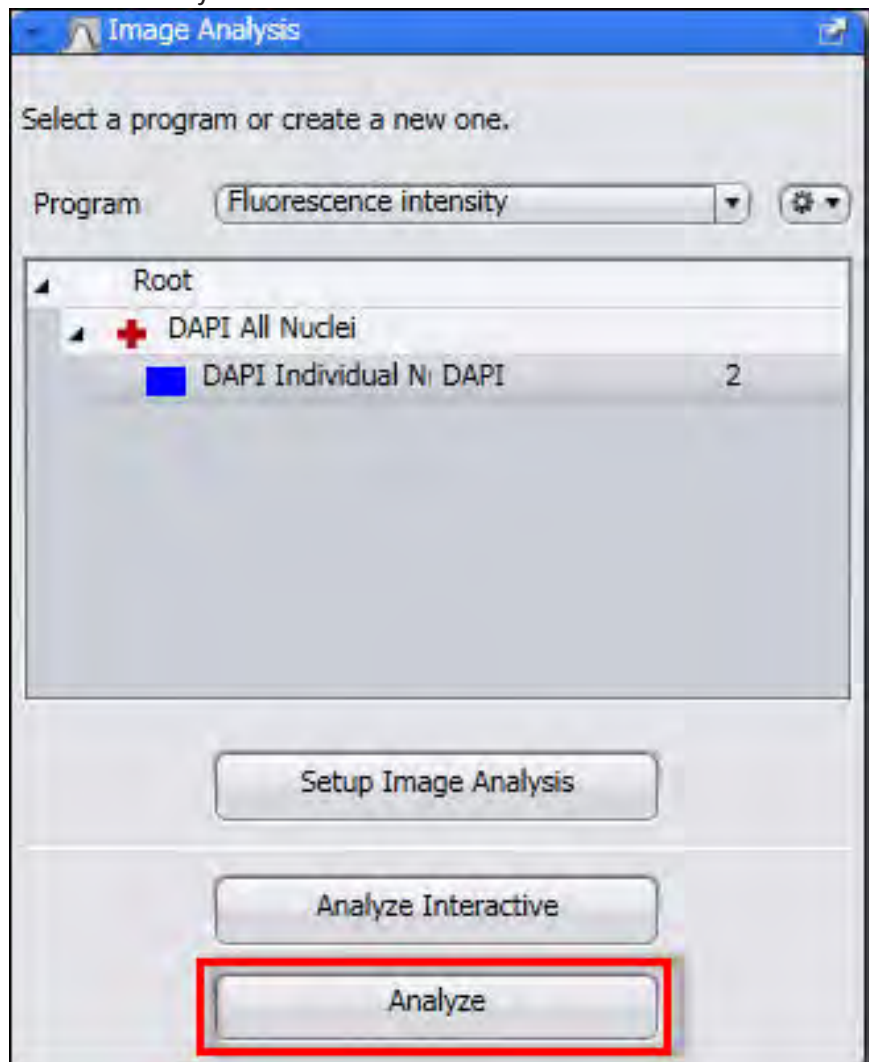 Image Analysis
Select a program or create a new one.
Program Fluorescence intensity
Root
DAPI All Nuclei
DAPI Individual N DAPI 2
Setup Image Analysis
Analyze Interactive
Analyze